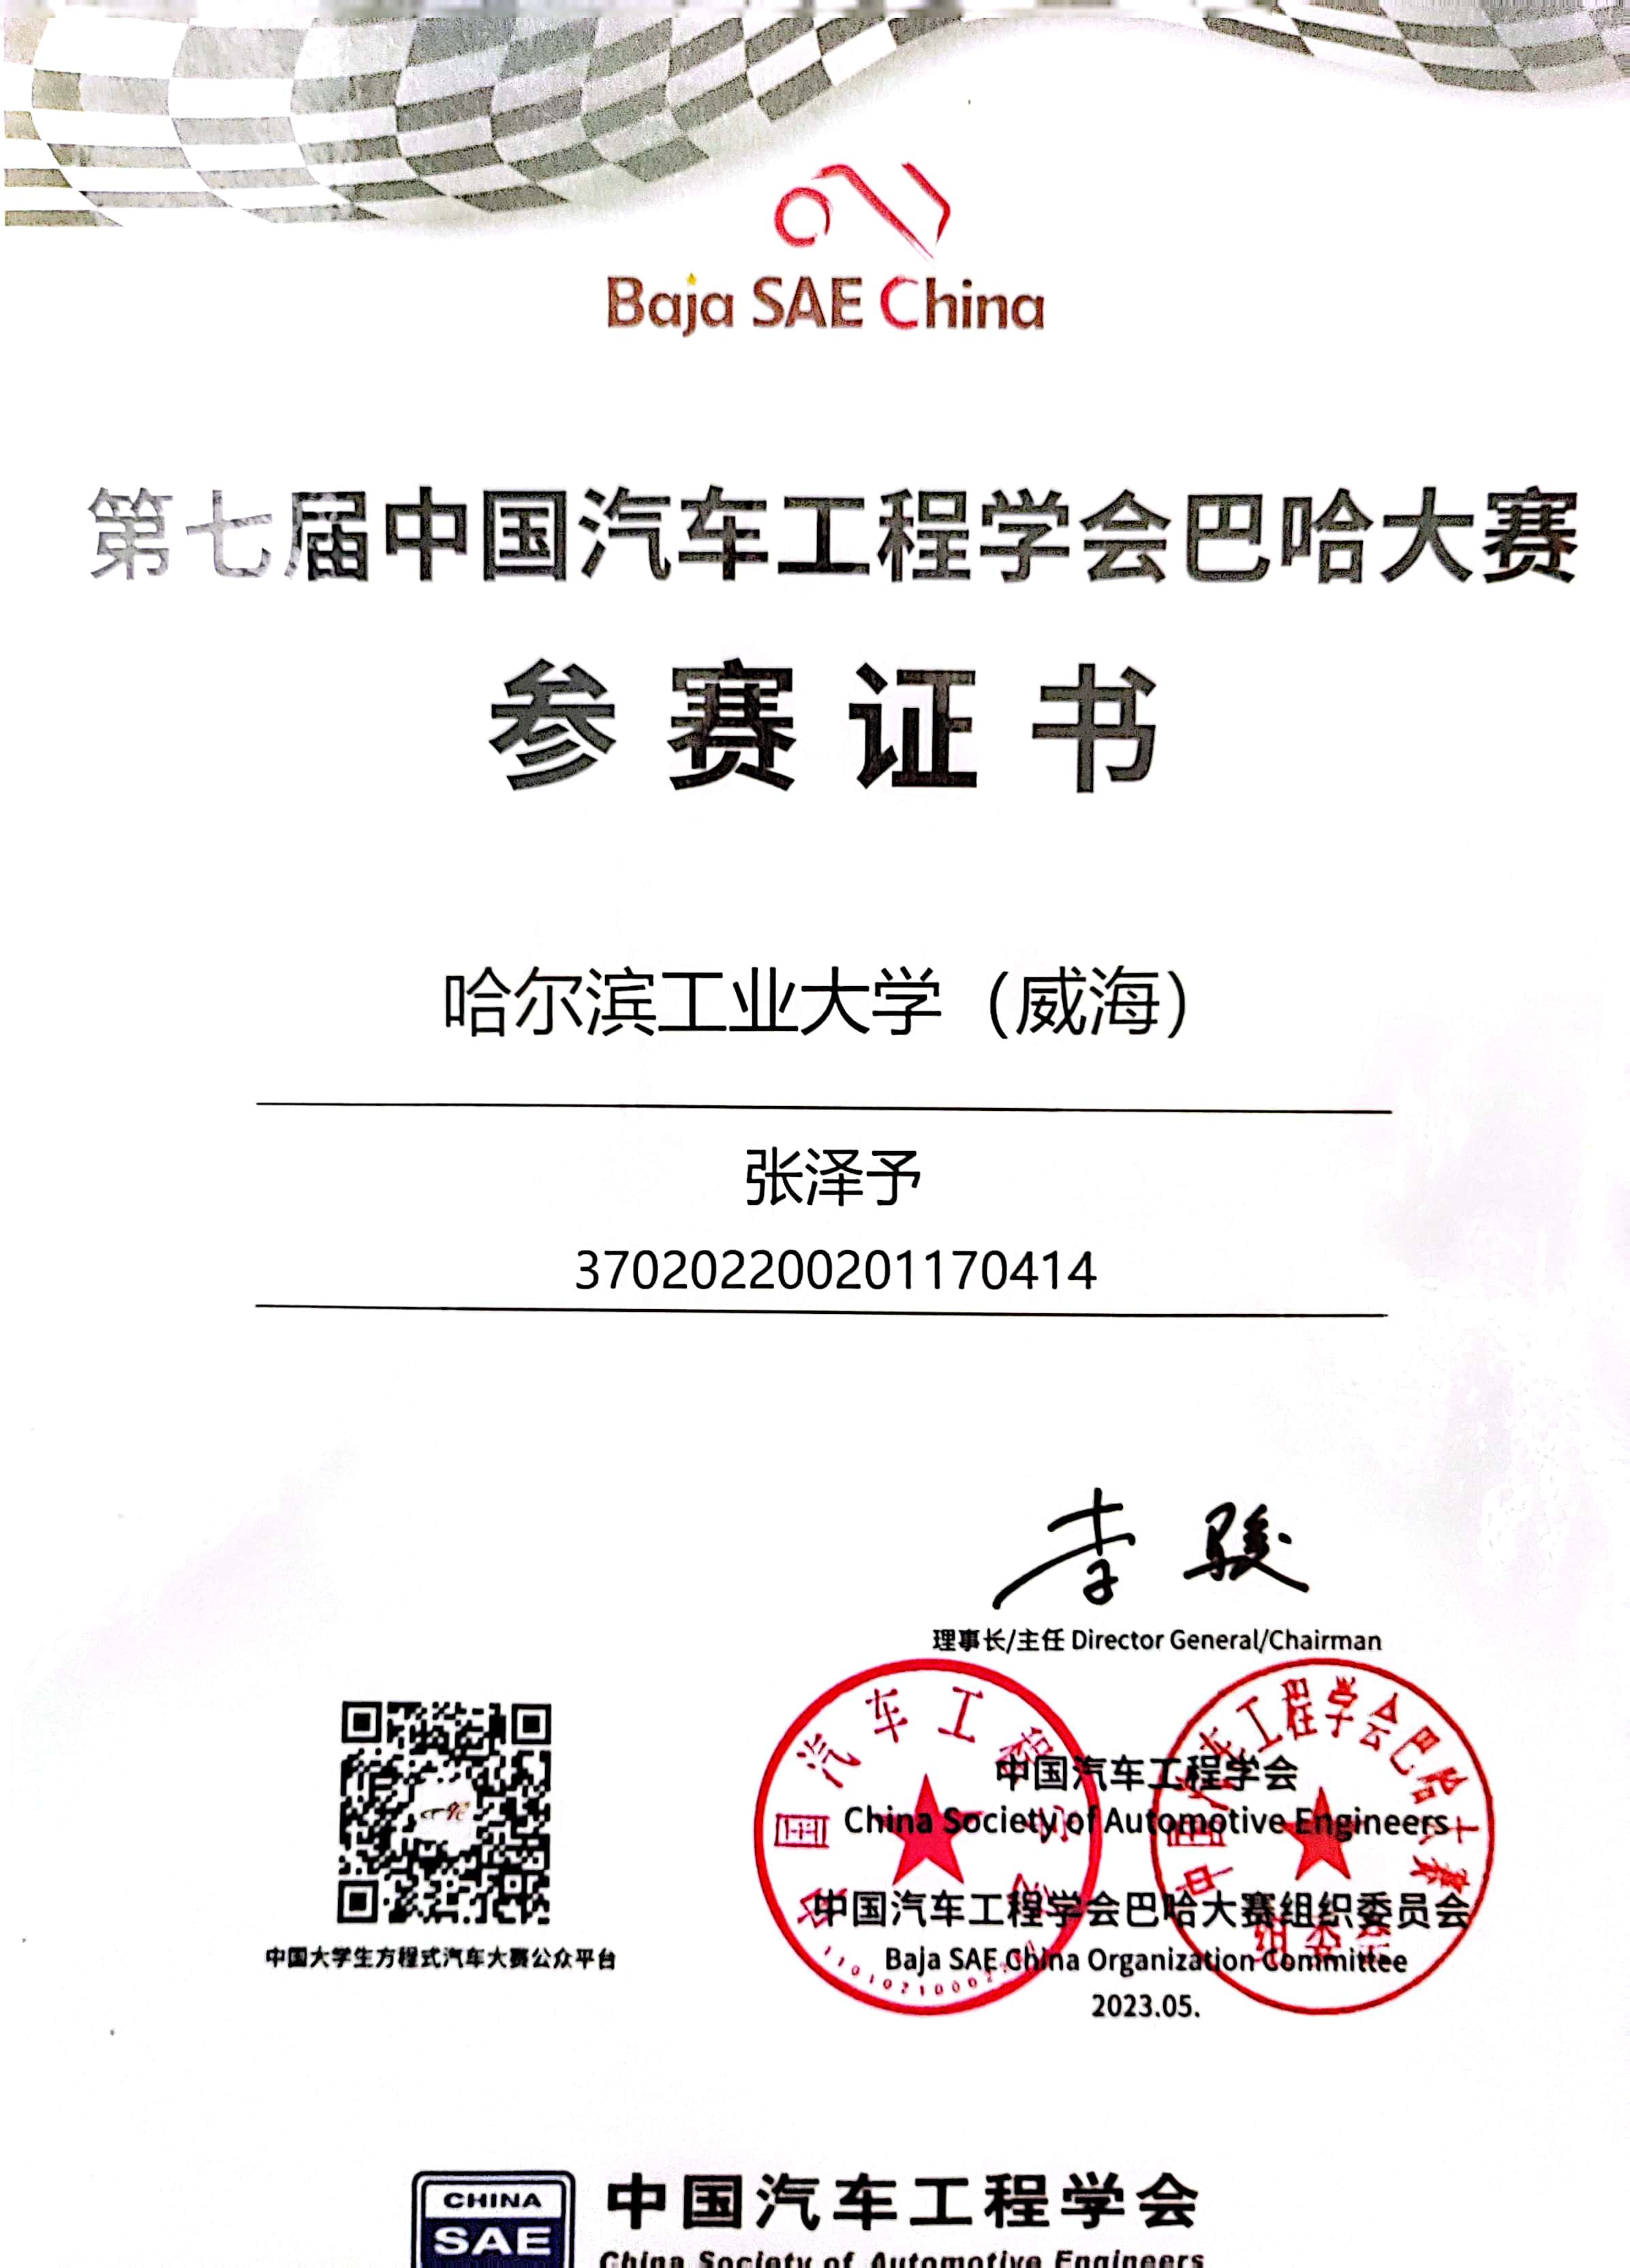 Baja SAE China
第七届中国汽车工程学会巴哈大赛
参赛证书
哈尔滨工业大学（威海）
张泽予
370202200201170414
李骏
理事长/主任 Director General/Chairman
中国汽车工程学会
China Society of Automotive Engineers
中国汽车工程学会巴哈大赛组织委员会
Baja SAE China Organization Committee
2023.05.
中国大学生方程式汽车大赛公众平台
CHINA
SAE
中国汽车工程学会
China Society of Automotive Engineers